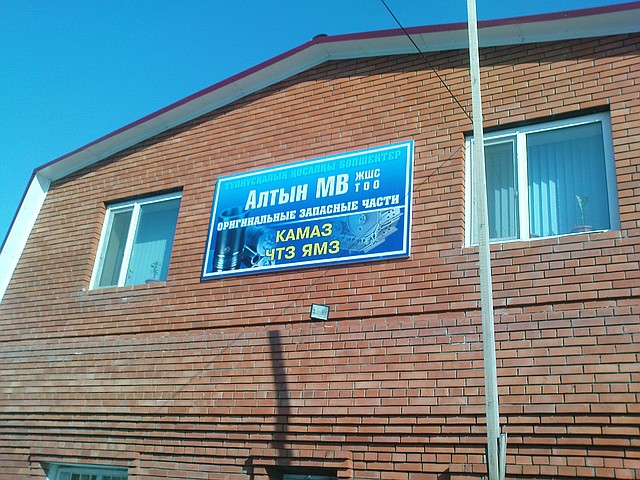 ТҮПНҰСҚАЛЫҚ ҚОСАЛҚЫ БӨЛШЕКТЕР
АЛТЫН МВ ЖШС ТОО
ОРИГИНАЛЬНЫЕ ЗАПАСНЫЕ ЧАСТИ
КАМАЗ
ЧТЗ ЯМЗ